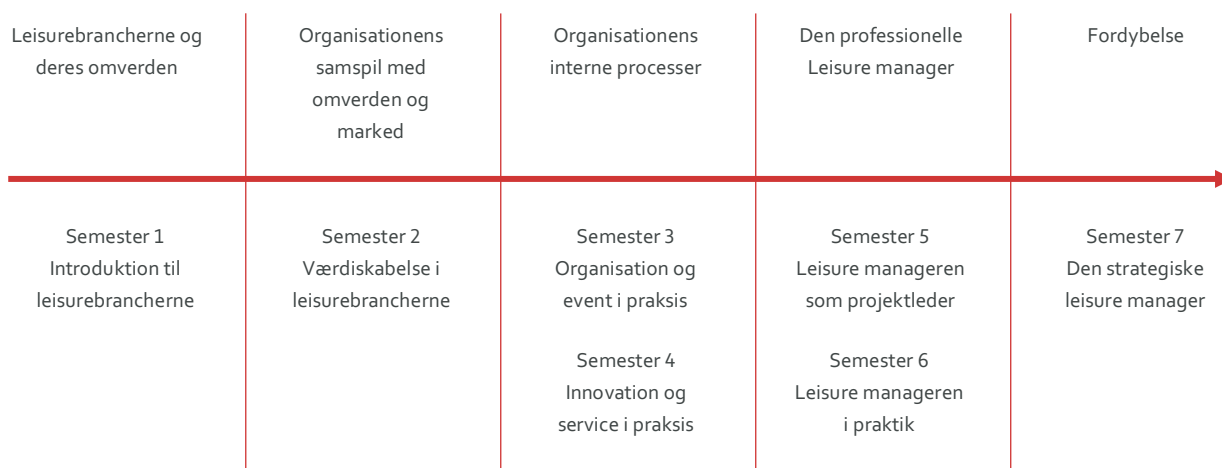 Leisurebrancherne og
deres omverden
Organisationens
samspil med
omverden og
marked
Organisationens
interne processer
Den professionelle
Leisure manager
Fordybelse
Semester 1
Introduktion til
leisurebrancherne
Semester 2
Værdiskabelse i
leisurebrancherne
Semester 3
Organisation og
event i praksis
Semester 4
Innovation og
service i praksis
Semester 5
Leisure manageren
som projektleder
Semester 6
Leisure manageren
i praktik
Semester 7
Den strategiske
leisure manager